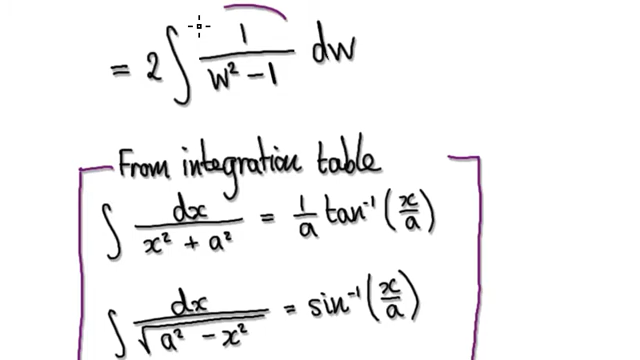 = 2 ∫ 1/(w² − 1) dw
From integration table
∫ dx/(x² + a²) = 1/a tan⁻¹(x/a)
∫ dx/√(a² − x²) = sin⁻¹(x/a)